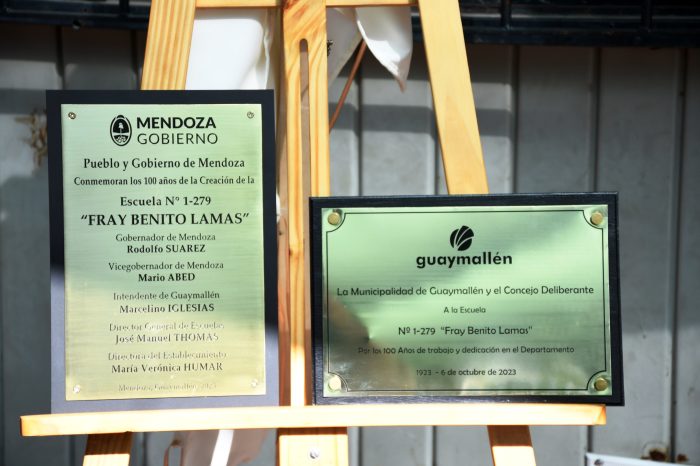 MENDOZA
GOBIERNO
Pueblo y Gobierno de Mendoza
Conmemoran los 100 años de la Creación de la
Escuela Nº 1-279
“FRAY BENITO LAMAS”
Gobernador de Mendoza
Rodolfo SUAREZ
Vicegobernador de Mendoza
Mario ABED
Intendente de Guaymallén
Marcelino IGLESIAS
Director General de Escuelas
José Manuel THOMAS
Directora del Establecimiento
María Verónica HUMAR
Mendoza, Guaymallén, 2023
guaymallén
La Municipalidad de Guaymallén y el Concejo Deliberante
A la Escuela
Nº 1-279 "Fray Benito Lamas"
Por los 100 Años de trabajo y dedicación en el Departamento
1923 - 6 de octubre de 2023